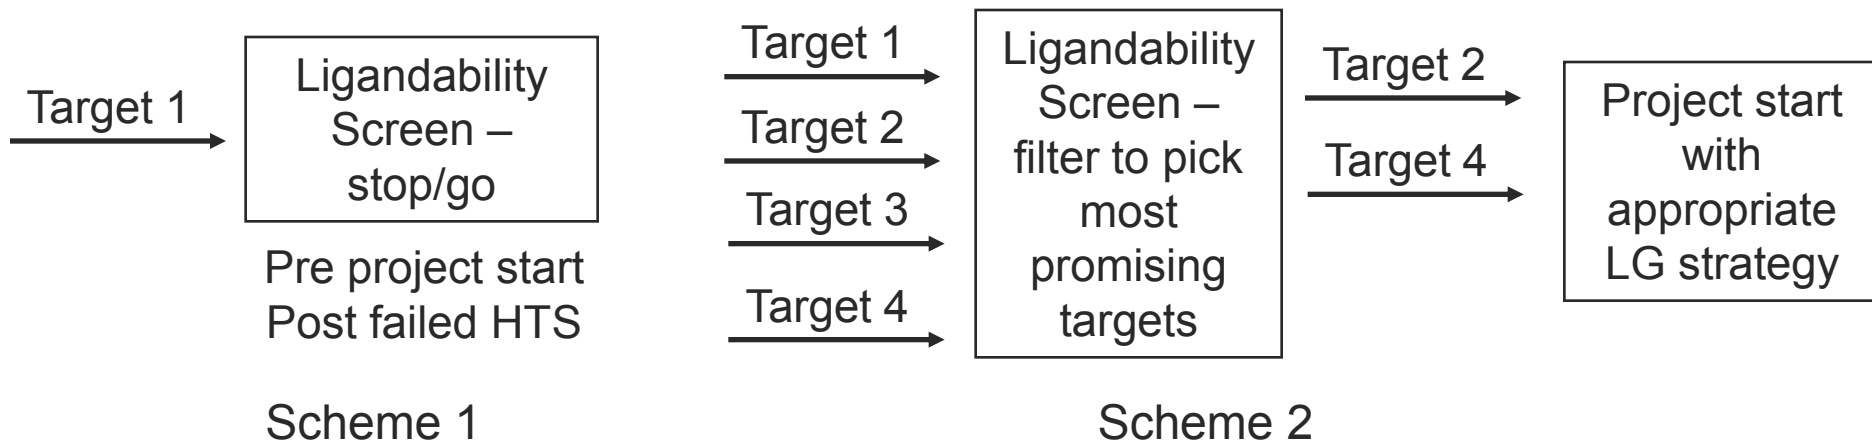 Target 1
Ligandability
Screen –
stop/go
Pre project start
Post failed HTS
Scheme 1
Target 1
Target 2
Target 3
Target 4
Ligandability
Screen –
filter to pick
most
promising
targets
Target 2
Target 4
Project start
with
appropriate
LG strategy
Scheme 2